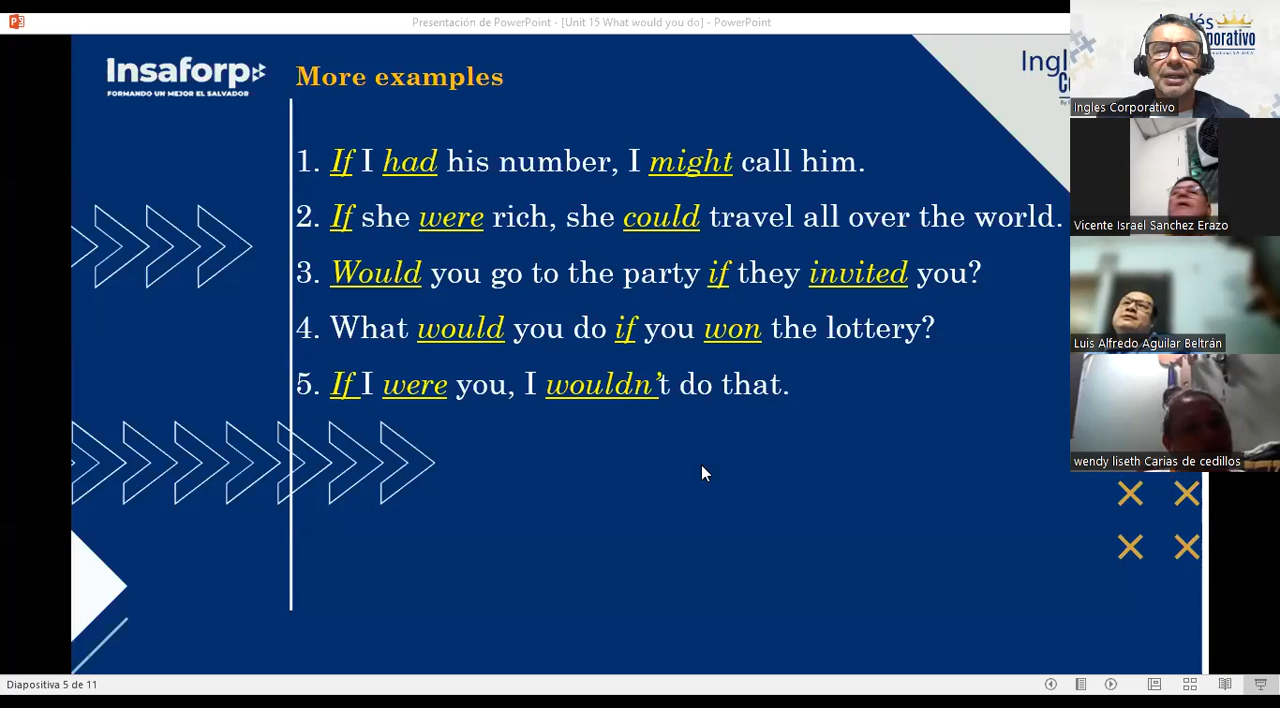 Presentación de PowerPoint - [Unit 15 What would you do] - PowerPoint
Insaforp
FORMANDO UN MEJOR EL SALVADOR
More examples
1. If I had his number, I might call him.
2. If she were rich, she could travel all over the world.
3. Would you go to the party if they invited you?
4. What would you do if you won the lottery?
5. If I were you, I wouldn't do that.
Ingles Corporativo
Vicente Israel Sanchez Erazo
Luis Alfredo Aguilar Beltrán
wendy liseth Carias de cedillos
Diapositiva 5 de 11